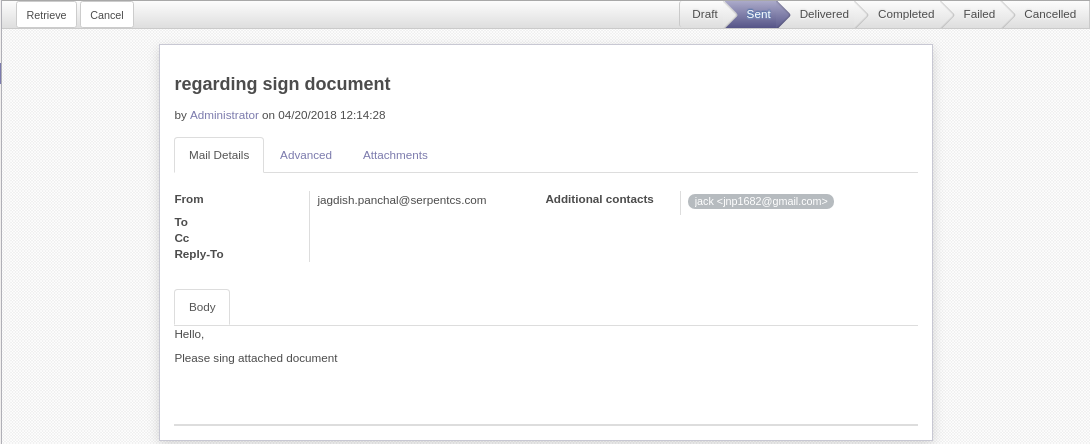 Retrieve Cancel Draft Sent Delivered Completed Failed Cancelled
regarding sign document
by Administrator on 04/20/2018 12:14:28
Mail Details Advanced Attachments
From jagdish.panchal@serpentcs.com Additional contacts jack <jnp1682@gmail.com>
To
Cc
Reply-To
Body
Hello,
Please sing attached document